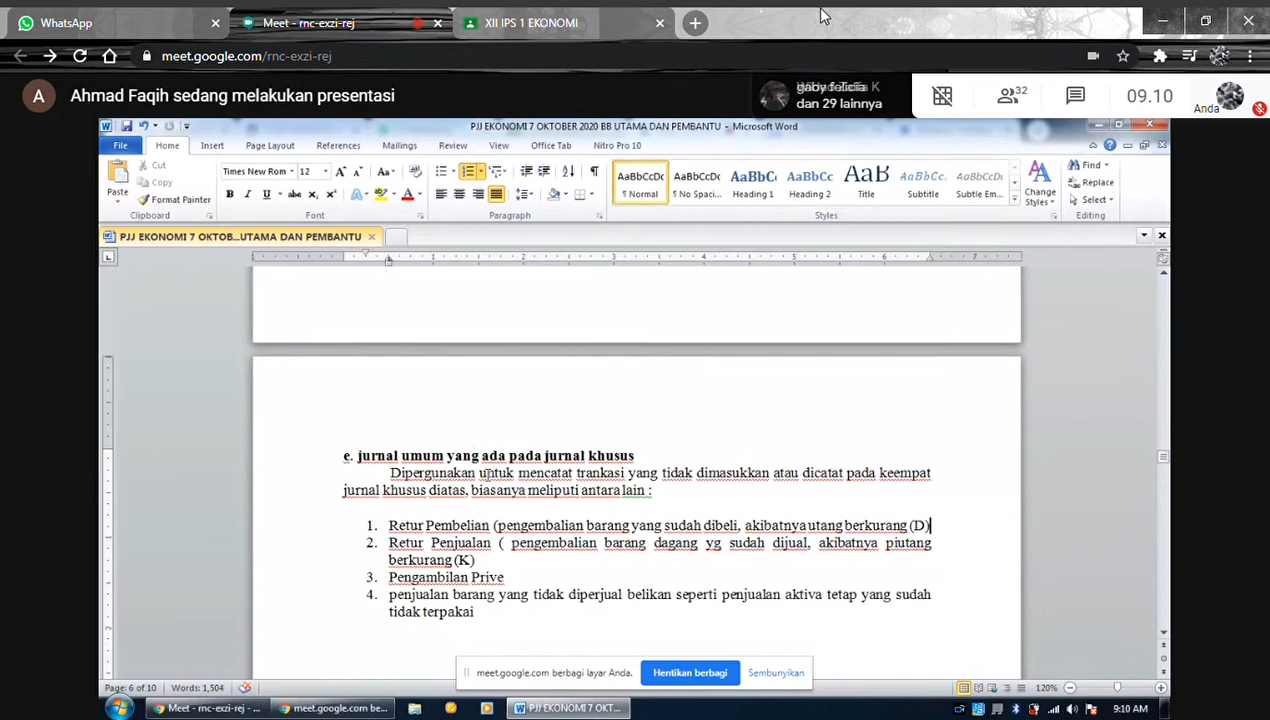 WhatsApp
Meet - rnc-exzi-rej
XII IPS 1 EKONOMI
meet.google.com/rnc-exzi-rej
A
Ahmad Faqih sedang melakukan presentasi
gaby felicia K
dan 29 lainnya
32
09.10
Anda
PJJ EKONOMI 7 OKTOBER 2020 BB UTAMA DAN PEMBANTU - Microsoft Word
File
Home
Insert
Page Layout
References
Mailings
Review
View
Office Tab
Nitro Pro 10
Paste
Cut
Copy
Format Painter
Clipboard
Times New Rom
12
Font
Paragraph
AaBbCcDc
¶ Normal
AaBbCcDc
¶ No Spaci...
AaBbCc
Heading 1
AaBbCc
Heading 2
AaB
Title
AaBbCc.
Subtitle
AaBbCcDc
Subtle Em...
Change
Styles
Styles
Find
Replace
Select
Editing
PJJ EKONOMI 7 OKTOB...UTAMA DAN PEMBANTU
1 1 2 3 4 5 6 7
e. jurnal umum yang ada pada jurnal khusus
Dipergunakan untuk mencatat trankasi yang tidak dimasukkan atau dicatat pada keempat
jurnal khusus diatas, biasanya meliputi antara lain :
1. Retur Pembelian (pengembalian barang yang sudah dibeli, akibatnya utang berkurang (D)
2. Retur Penjualan ( pengembalian barang dagang yg sudah dijual, akibatnya piutang
berkurang (K)
3. Pengambilan Prive
4. penjualan barang yang tidak diperjual belikan seperti penjualan aktiva tetap yang sudah
tidak terpakai
meet.google.com berbagi layar Anda.
Hentikan berbagi
Sembunyikan
Page: 6 of 10
Words: 1,504
120%
Meet - rnc-exzi-rej - ...
meet.google.com be...
PJJ EKONOMI 7 OKT...
9:10 AM